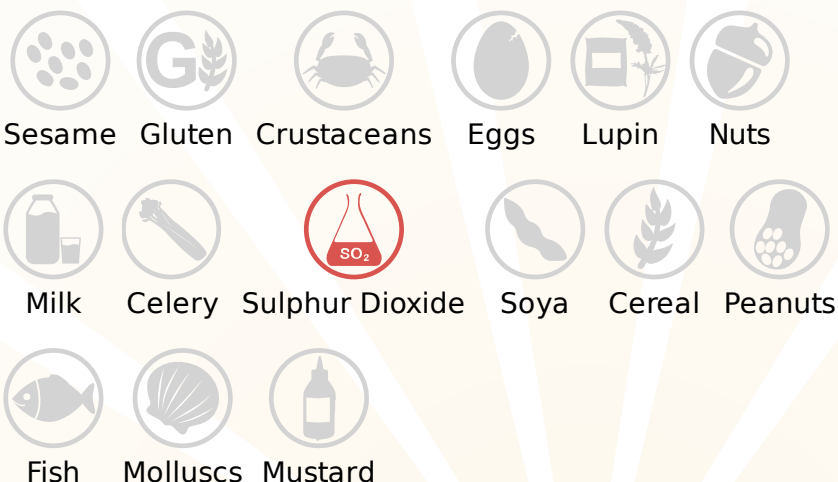 G
Sesame Gluten Crustaceans Eggs Lupin Nuts
SO₂
Milk Celery Sulphur Dioxide Soya Cereal Peanuts
Fish Molluscs Mustard